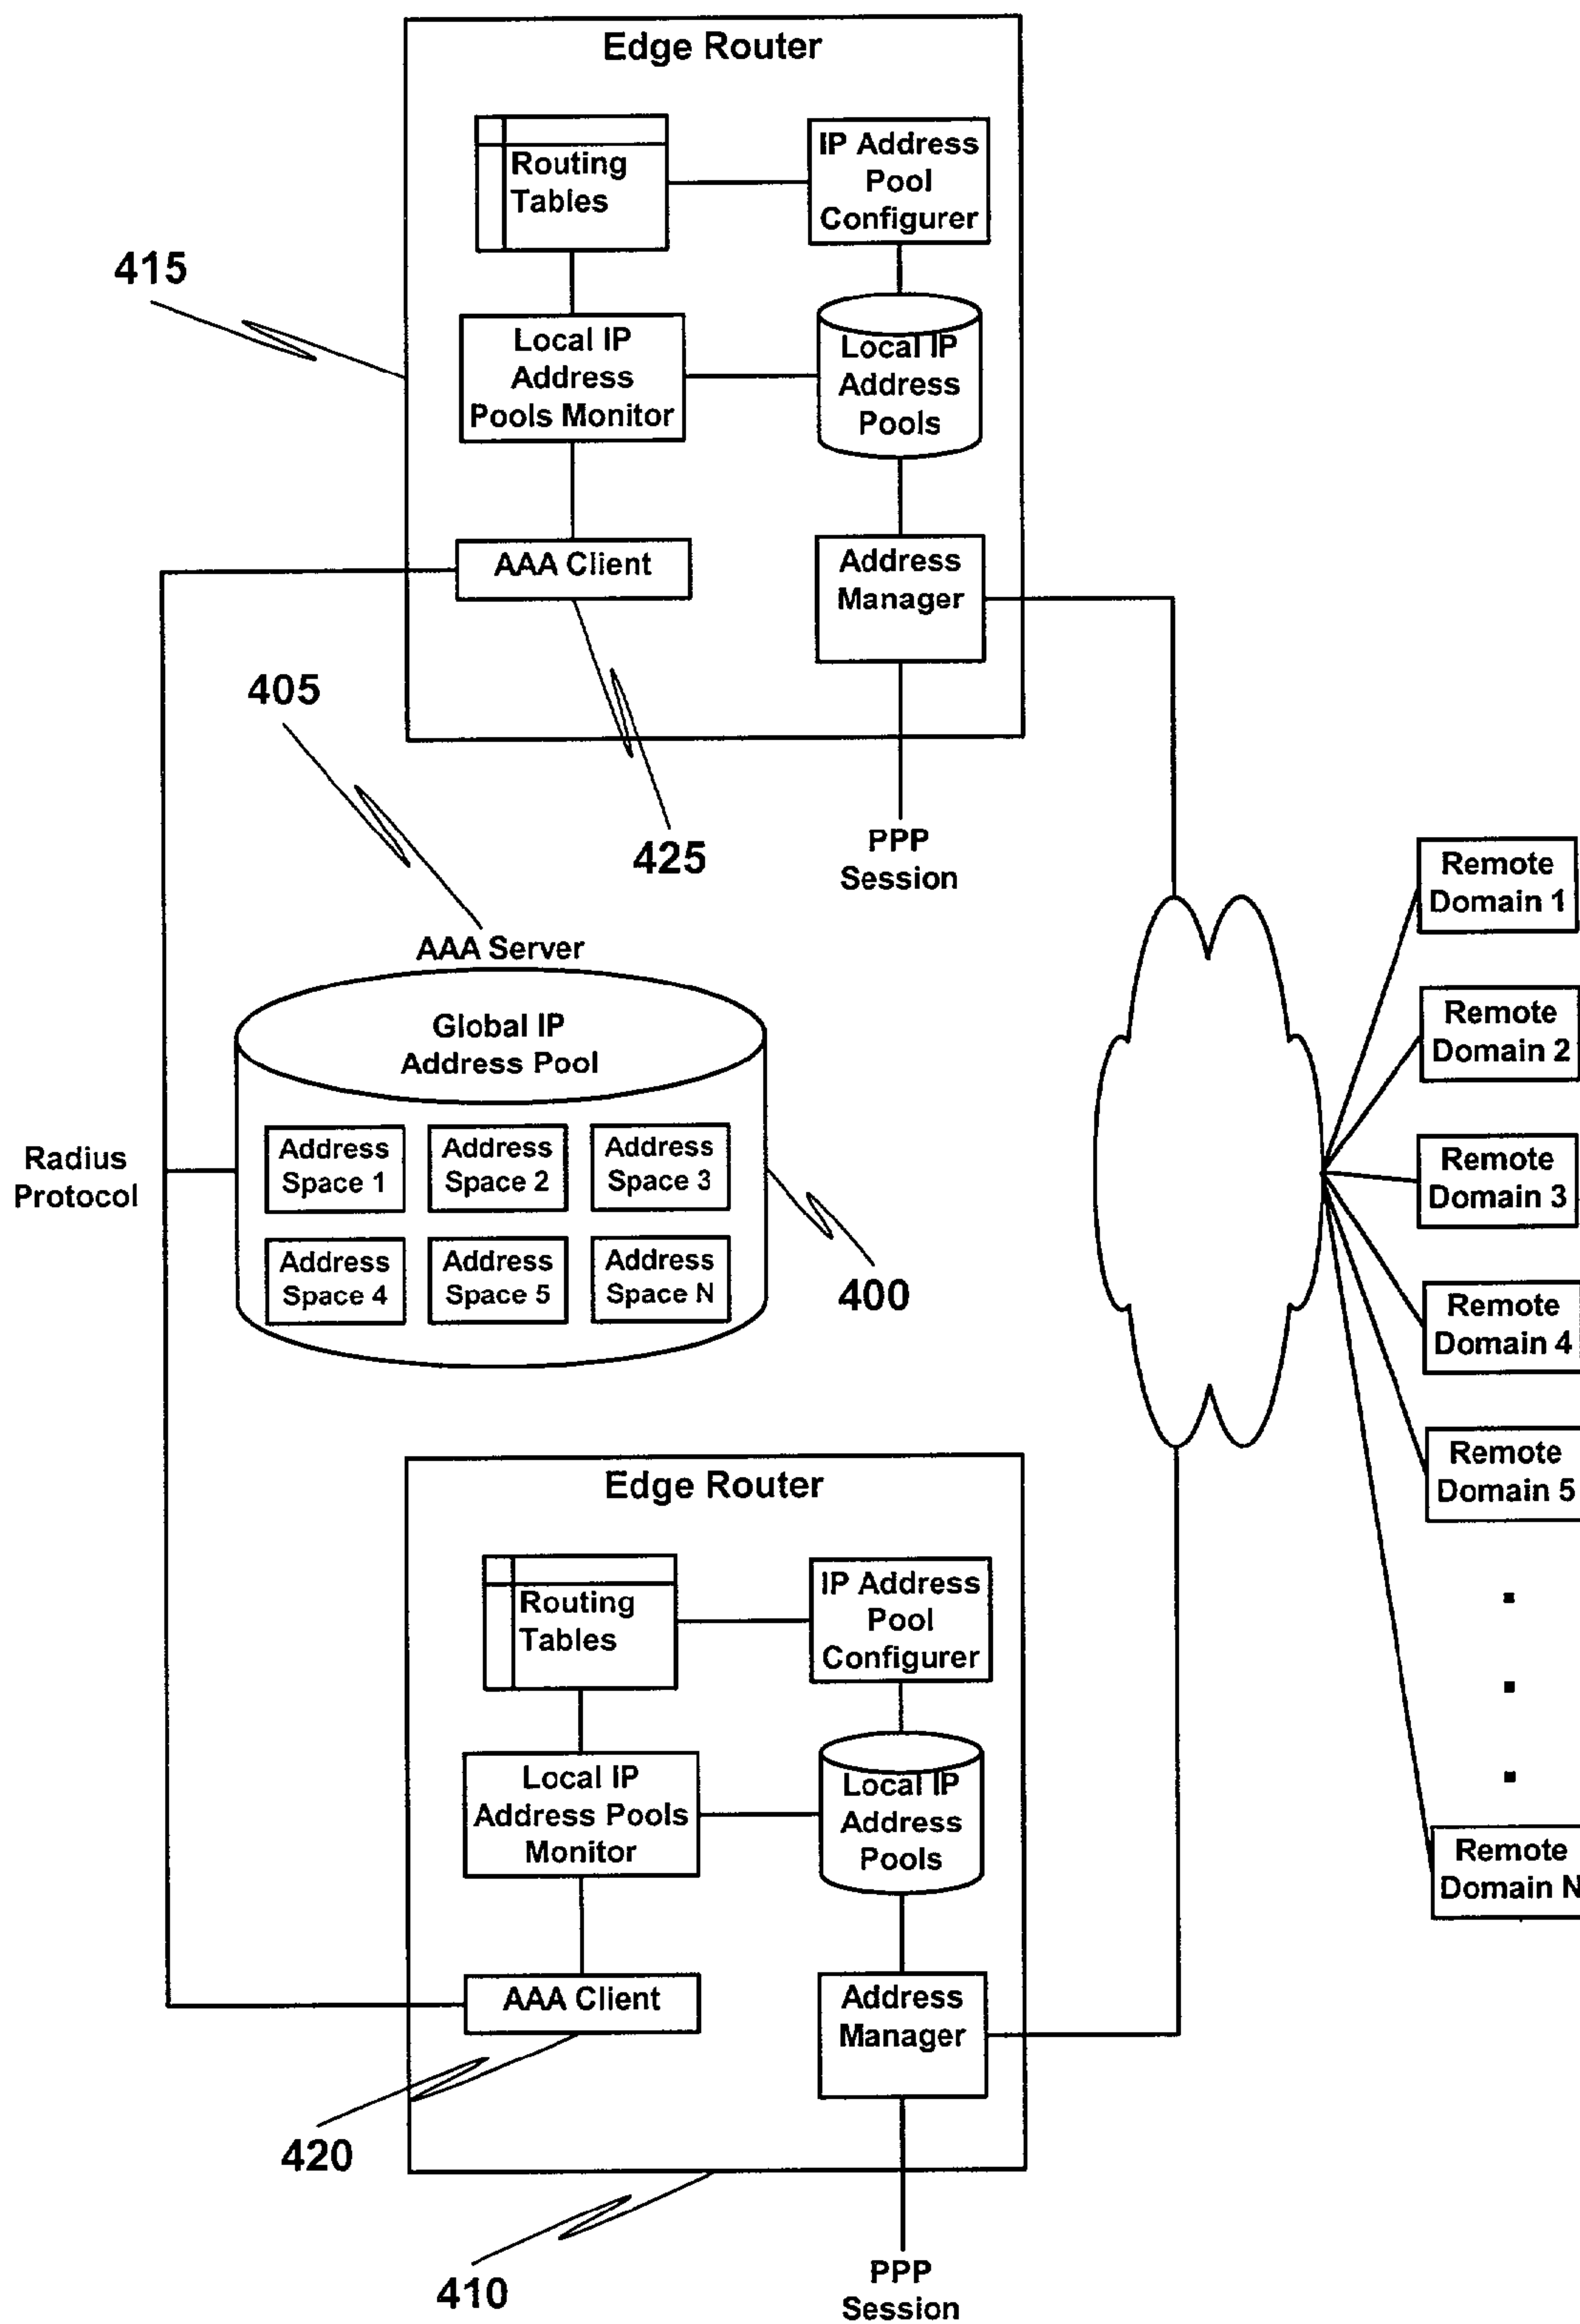 Edge Router
Routing
Tables
IP Address
Pool
Configurer
415
Local IP
Address
Pools Monitor
Local IP
Address
Pools
AAA Client
Address
Manager
405
425
PPP
Session
AAA Server
Global IP
Address Pool
Radius
Protocol
Address
Space 1
Address
Space 2
Address
Space 3
Address
Space 4
Address
Space 5
Address
Space N
400
Remote
Domain 1
Remote
Domain 2
Remote
Domain 3
Remote
Domain 4
Remote
Domain 5
Remote
Domain N
Edge Router
Routing
Tables
IP Address
Pool
Configurer
Local IP
Address Pools
Monitor
Local IP
Address
Pools
AAA Client
Address
Manager
420
410
PPP
Session